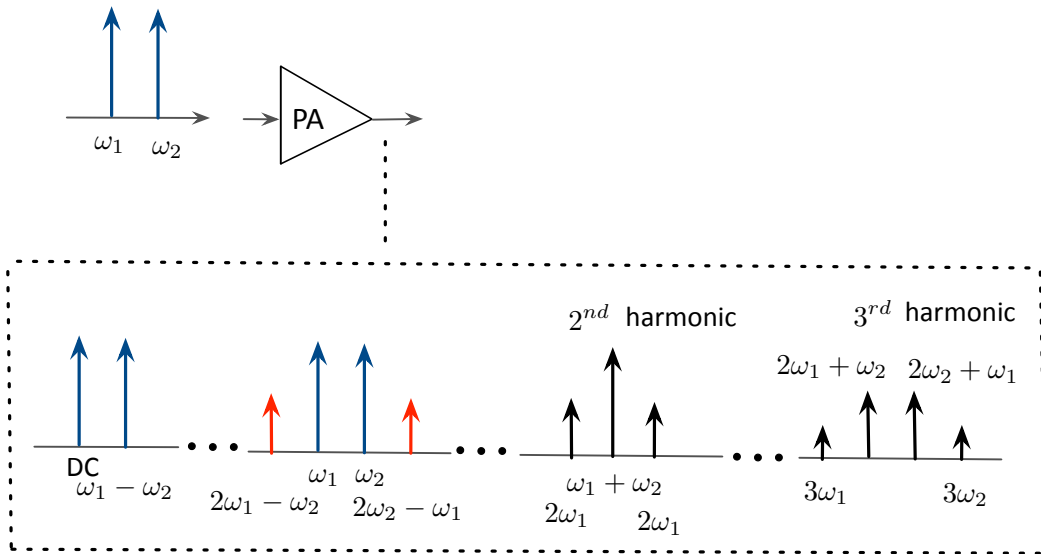 ω₁ ω₂
PA
2ⁿᵈ harmonic
3ʳᵈ harmonic
2ω₁ + ω₂ 2ω₂ + ω₁
DC
ω₁ − ω₂
ω₁ ω₂
2ω₁ − ω₂ 2ω₂ − ω₁
ω₁ + ω₂
2ω₁ 2ω₁
3ω₁ 3ω₂